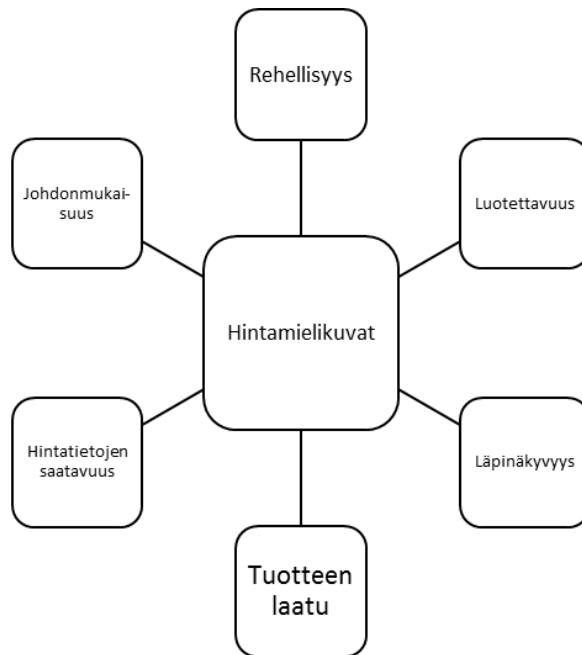 Rehellisyys
Johdonmukai-
suus
Luotettavuus
Hintamielikuvat
Hintatietojen
saatavuus
Läpinäkyvyys
Tuotteen
laatu